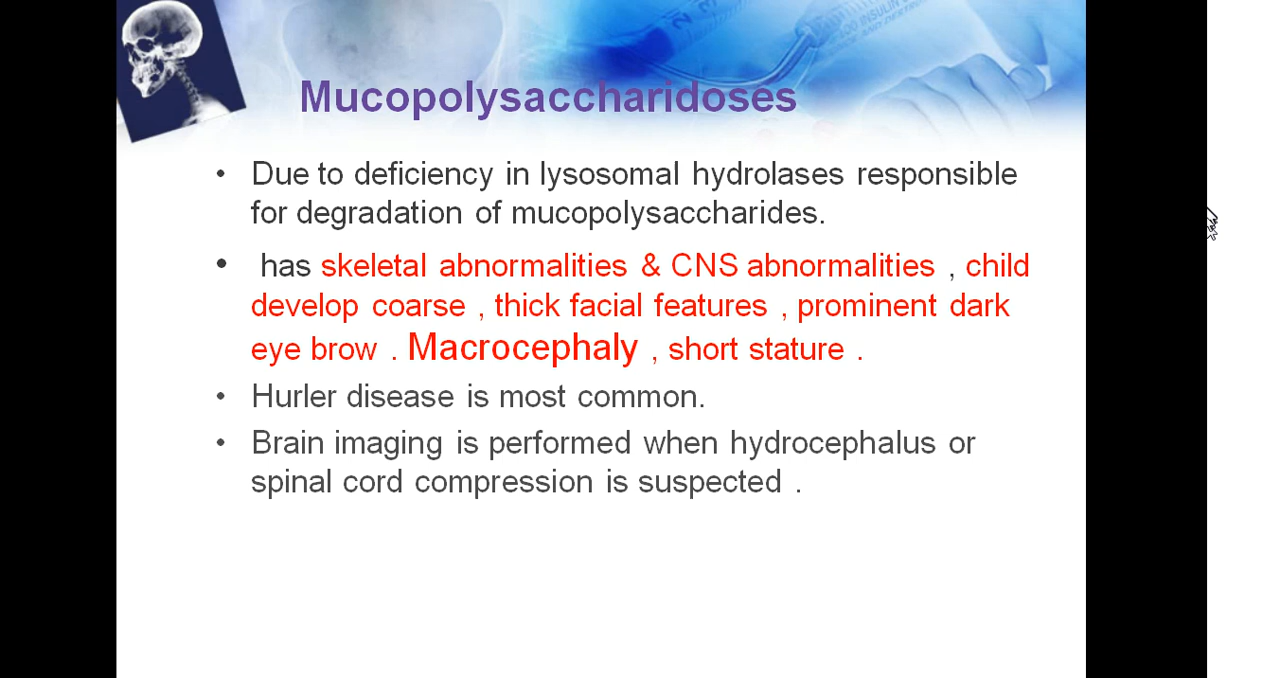 Mucopolysaccharidoses
• Due to deficiency in lysosomal hydrolases responsible
for degradation of mucopolysaccharides.
• has skeletal abnormalities & CNS abnormalities , child
develop coarse , thick facial features , prominent dark
eye brow . Macrocephaly , short stature .
• Hurler disease is most common.
• Brain imaging is performed when hydrocephalus or
spinal cord compression is suspected .